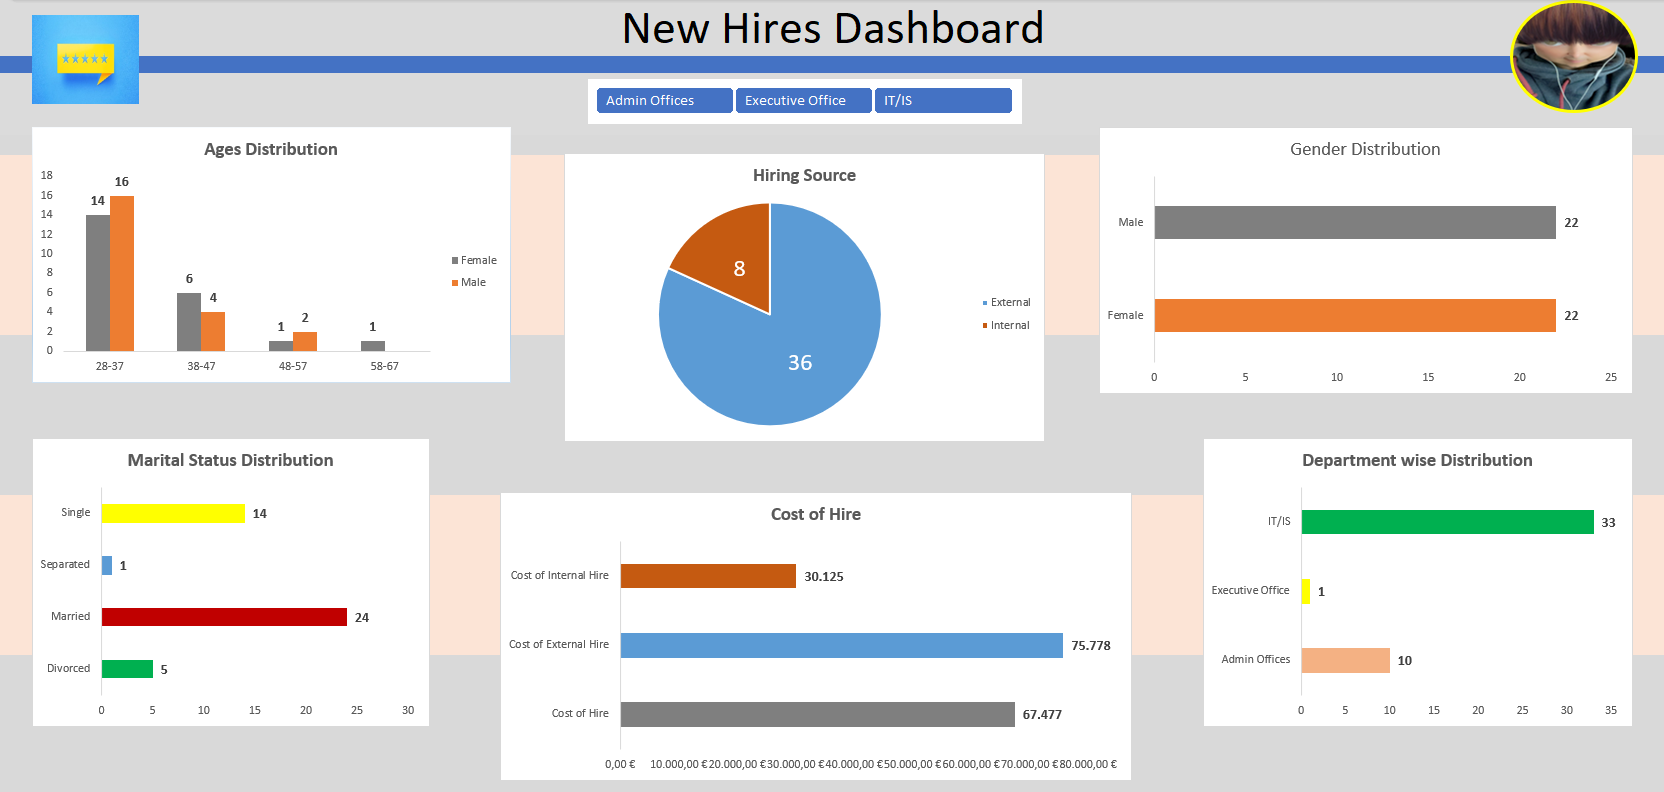 New Hires Dashboard
Admin Offices
Executive Office
IT/IS
Ages Distribution
18
16
14
12
10
8
6
4
2
0
14
16
6
4
1
2
1
28-37
38-47
48-57
58-67
Female
Male
Hiring Source
8
36
External
Internal
Gender Distribution
Male
22
Female
22
0
5
10
15
20
25
Marital Status Distribution
Single
14
Separated
1
Married
24
Divorced
5
0
5
10
15
20
25
30
Cost of Hire
Cost of Internal Hire
30.125
Cost of External Hire
75.778
Cost of Hire
67.477
0,00 €
10.000,00 €
20.000,00 €
30.000,00 €
40.000,00 €
50.000,00 €
60.000,00 €
70.000,00 €
80.000,00 €
Department wise Distribution
IT/IS
33
Executive Office
1
Admin Offices
10
0
5
10
15
20
25
30
35